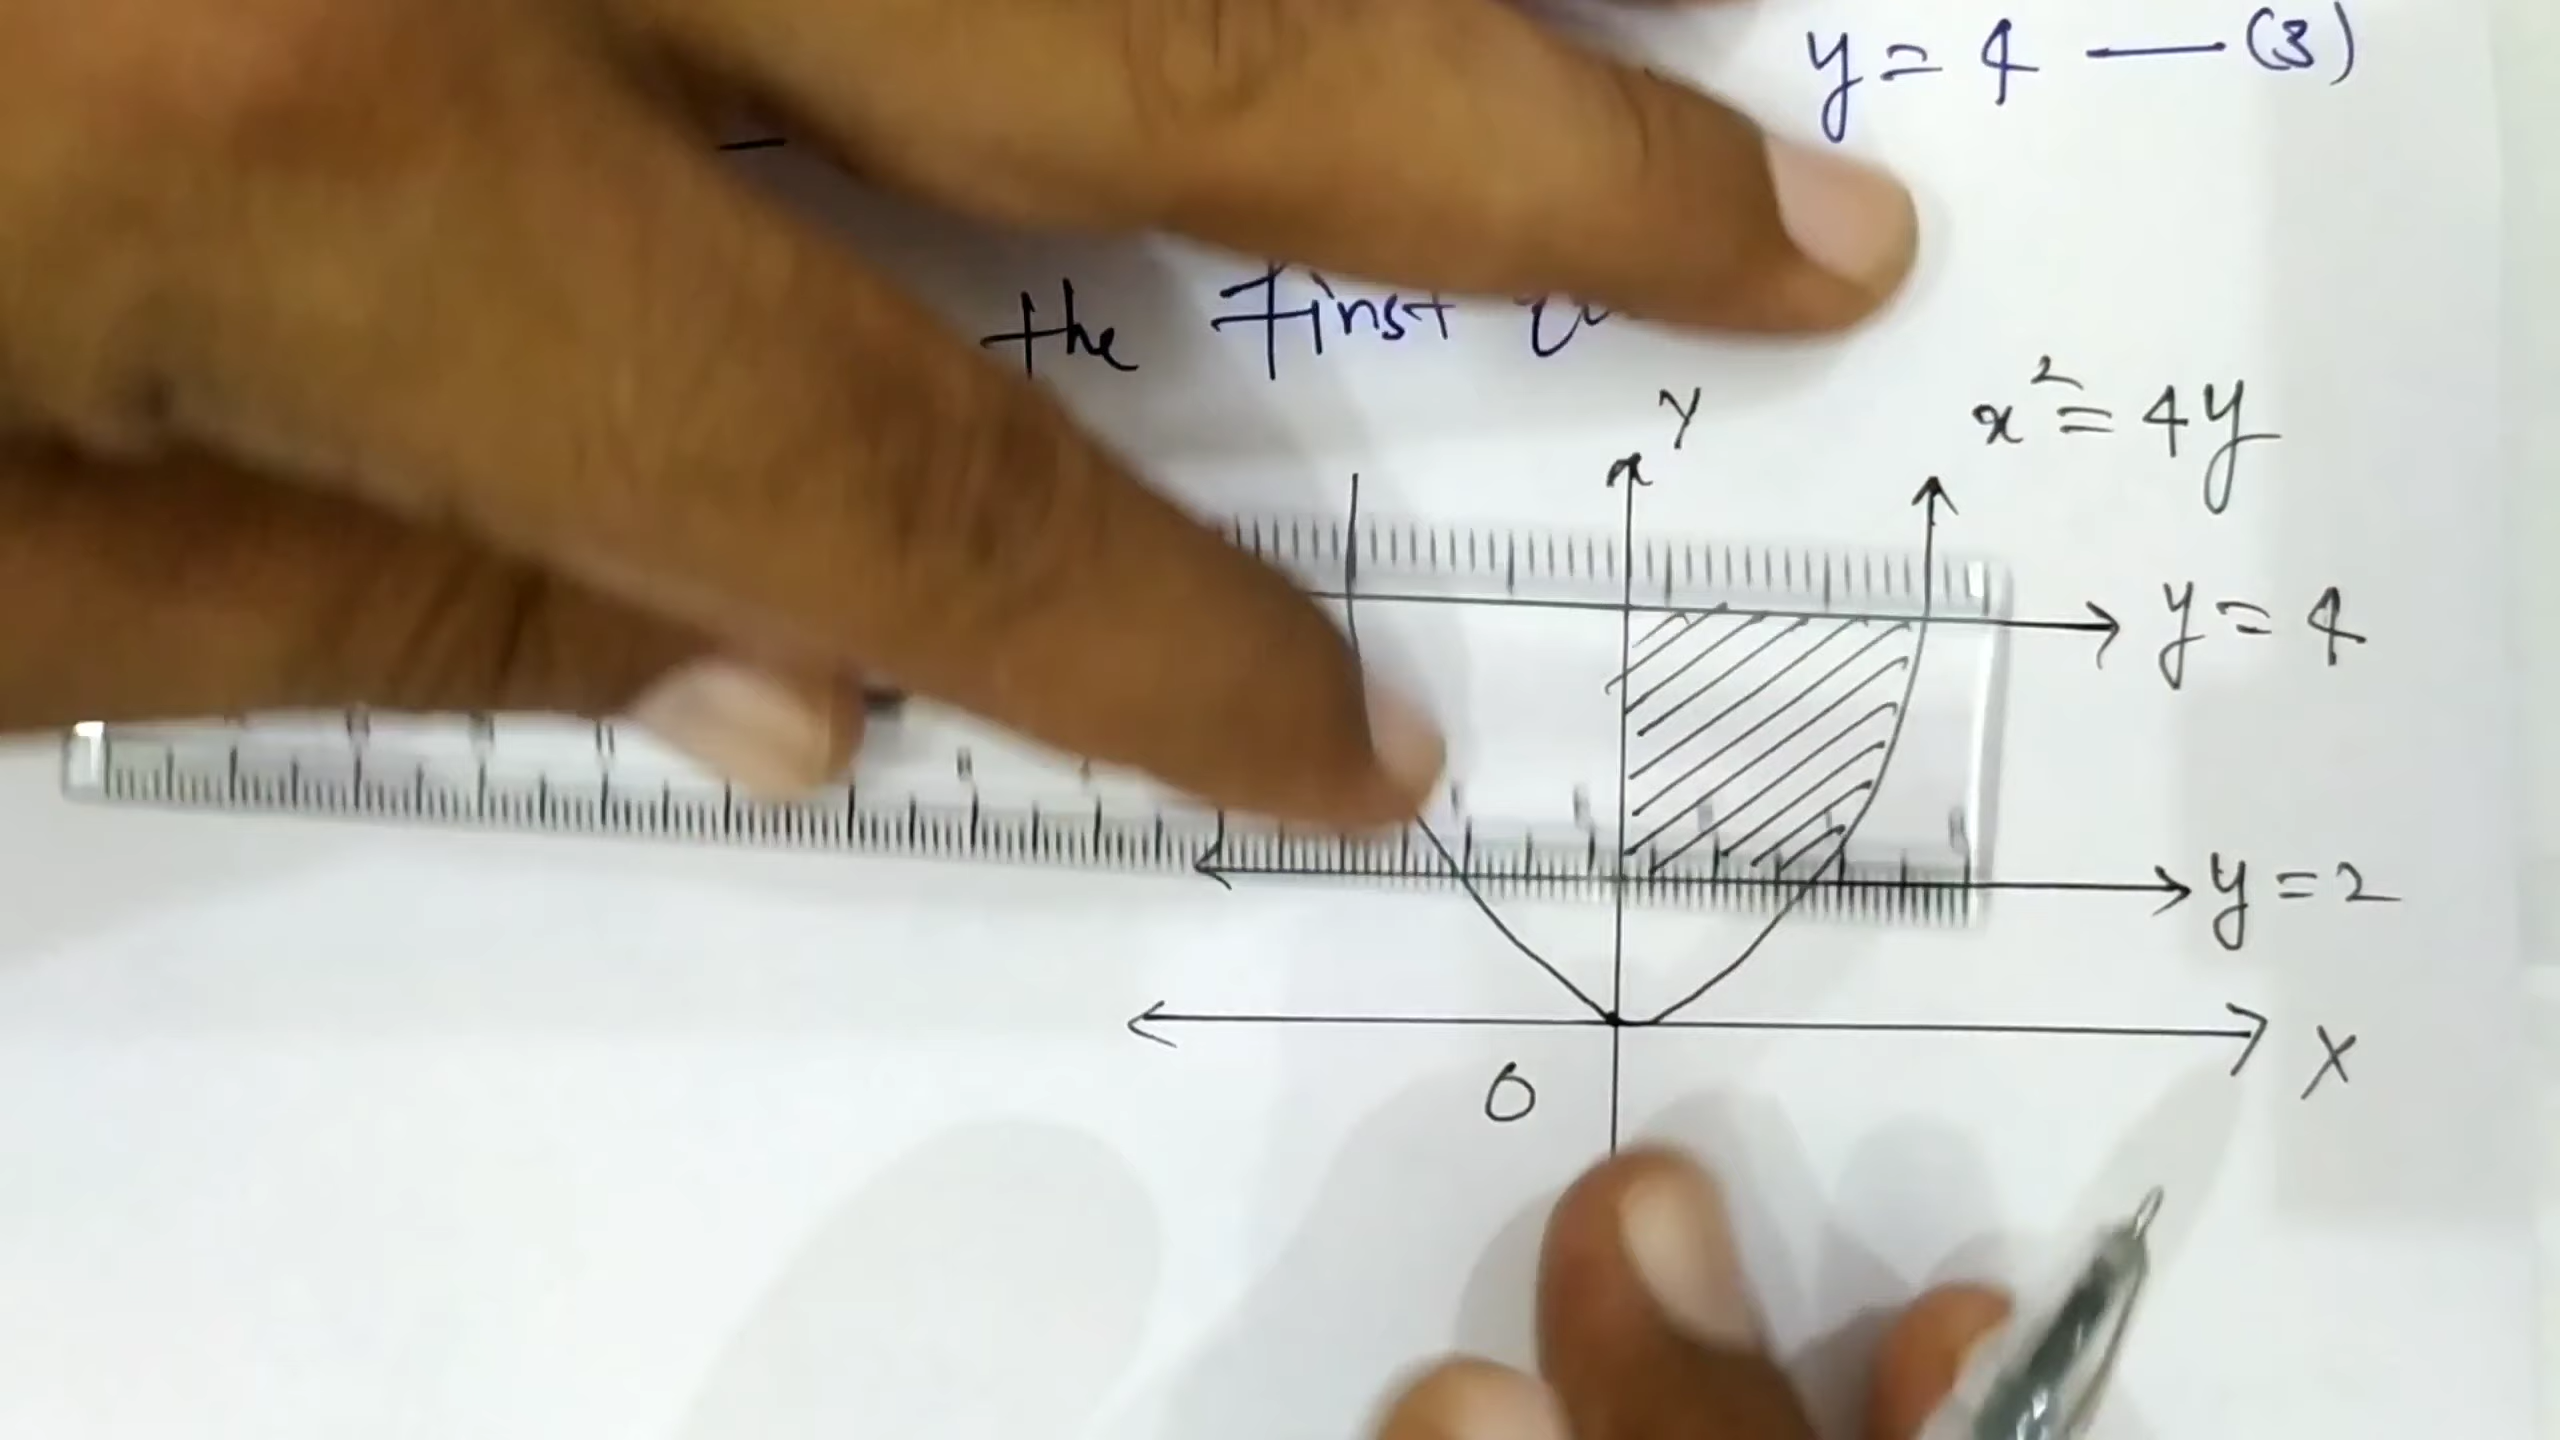 y = 4 — (3)
the first
Y
x² = 4y
y = 4
y = 2
X
O